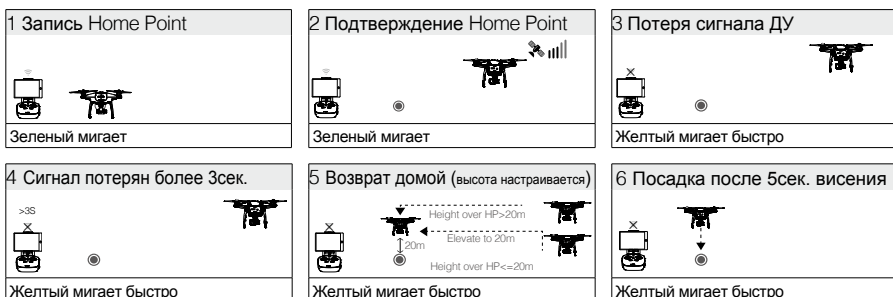 1 Запись Home Point
Зеленый мигает
2 Подтверждение Home Point
Зеленый мигает
3 Потеря сигнала ДУ
Желтый мигает быстро
4 Сигнал потерян более 3сек.
>3S
Желтый мигает быстро
5 Возврат домой (высота настраивается)
Height over HP>20m
Elevate to 20m
20m
Height over HP<=20m
Желтый мигает быстро
6 Посадка после 5сек. висения
Желтый мигает быстро